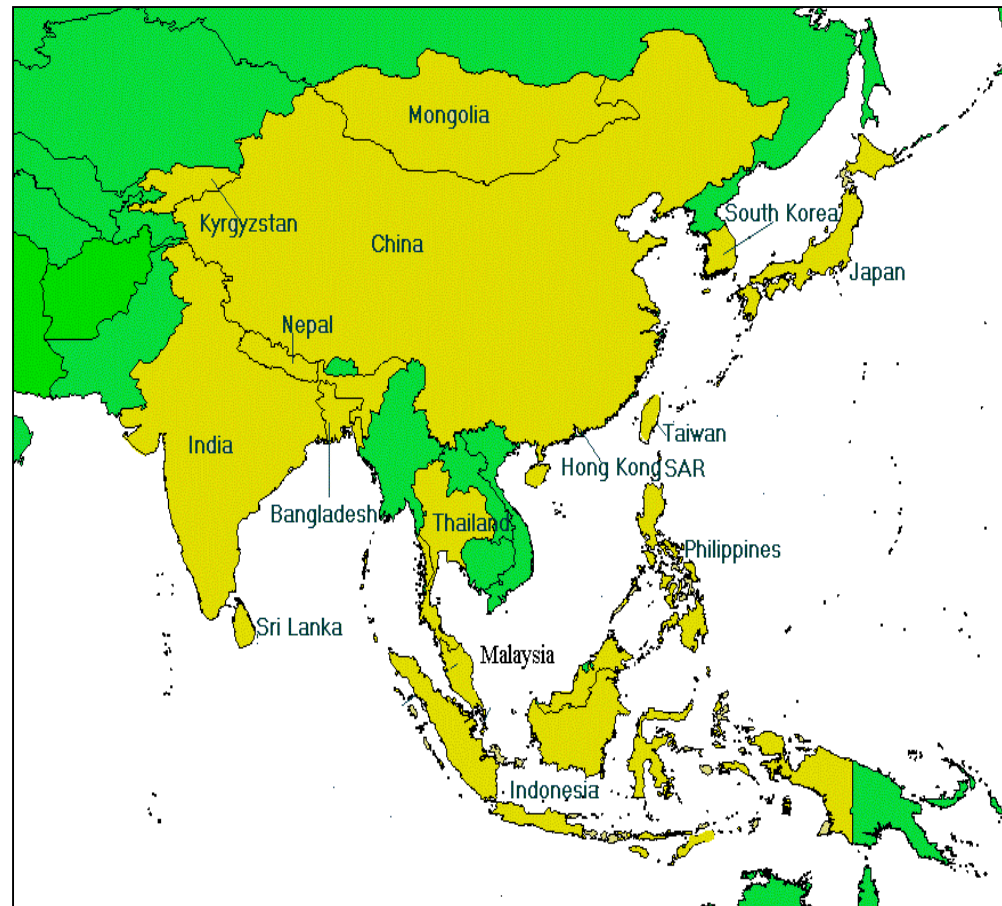 Mongolia
Kyrgyzstan
South Korea
China
Japan
Nepal
Taiwan
India
Hong Kong SAR
Bangladesh
Thailand
Philippines
Sri Lanka
Malaysia
Indonesia